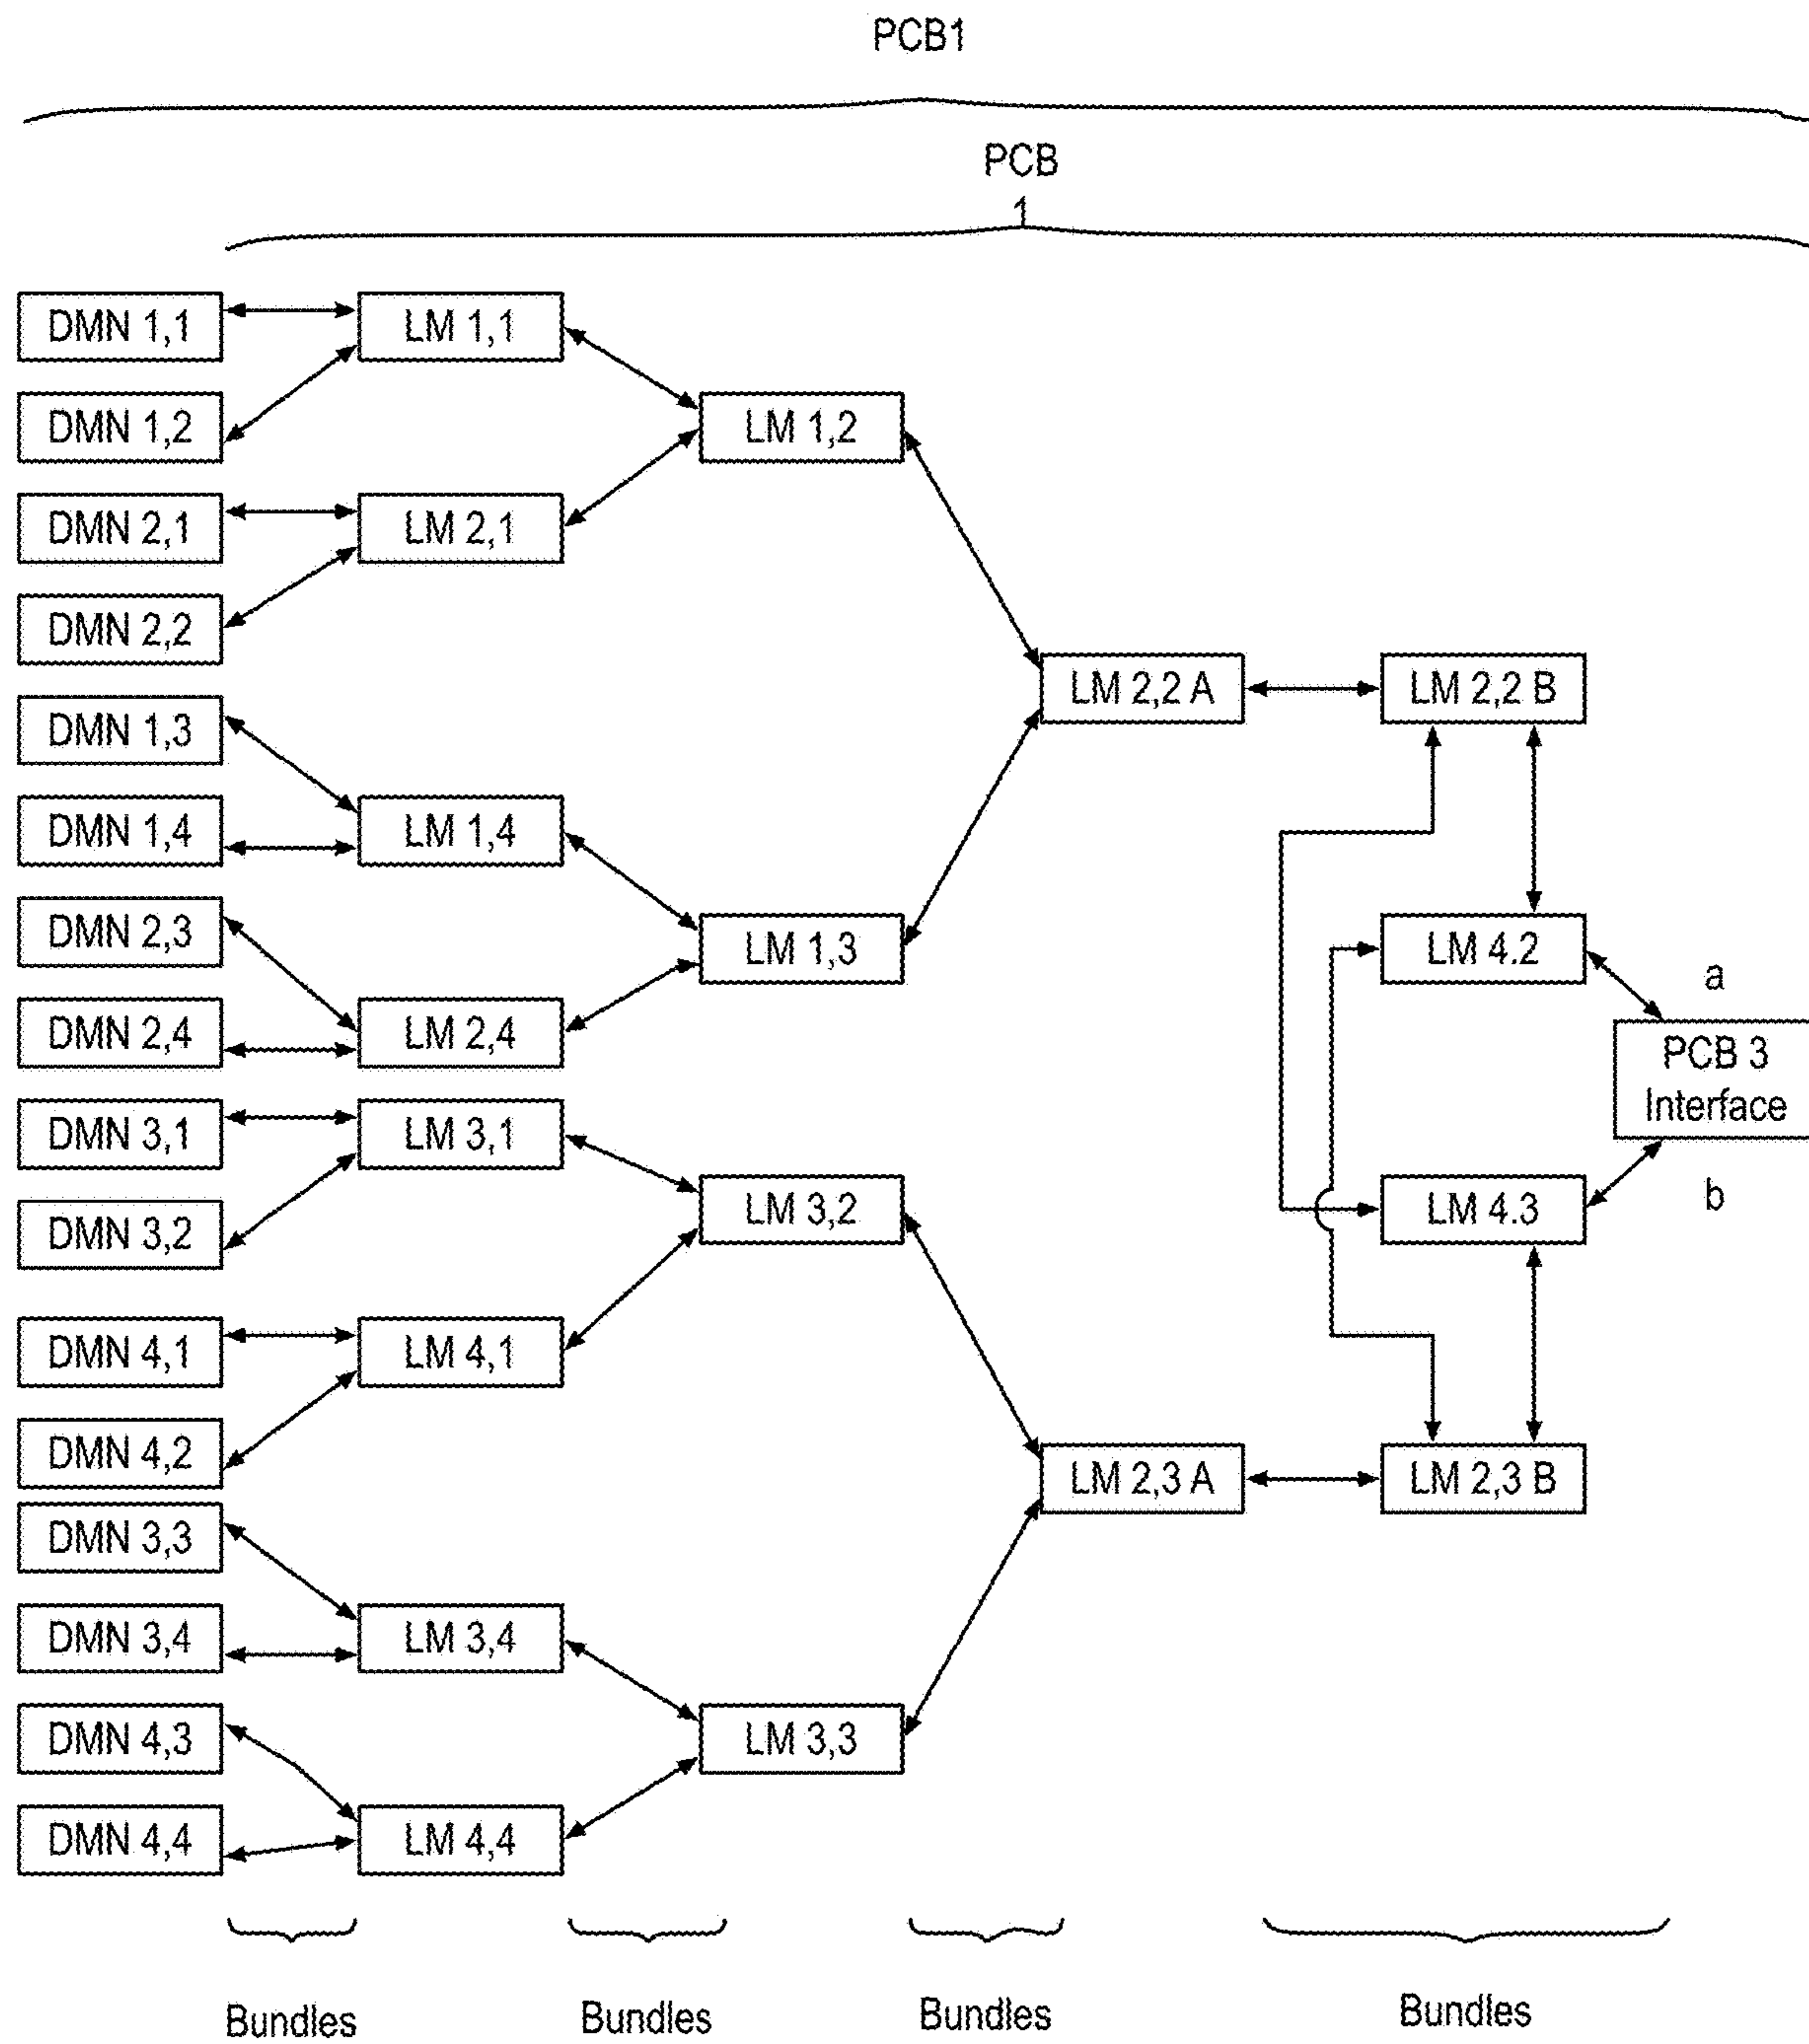 PCB1
PCB
1
DMN 1,1
LM 1,1
DMN 1,2
LM 1,2
DMN 2,1
LM 2,1
DMN 2,2
LM 2,2 A
LM 2,2 B
DMN 1,3
DMN 1,4
LM 1,4
DMN 2,3
LM 1,3
LM 4.2
a
DMN 2,4
LM 2,4
PCB 3
Interface
DMN 3,1
LM 3,1
DMN 3,2
LM 3,2
LM 4.3
b
DMN 4,1
LM 4,1
DMN 4,2
LM 2,3 A
LM 2,3 B
DMN 3,3
DMN 3,4
LM 3,4
DMN 4,3
LM 3,3
DMN 4,4
LM 4,4
Bundles
Bundles
Bundles
Bundles